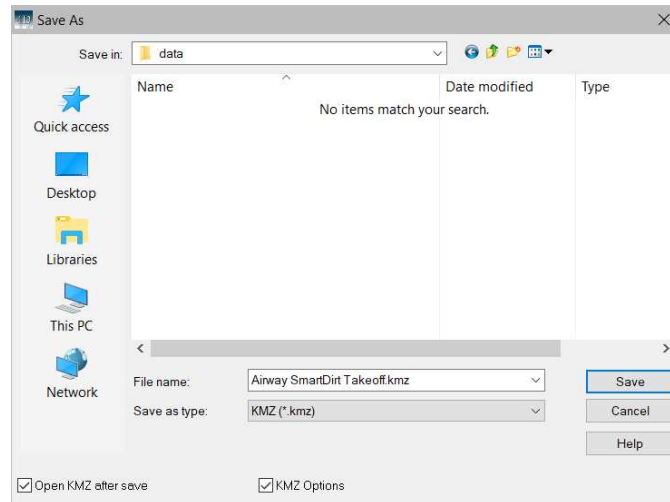 Save As
Save in: data
Name Date modified Type
No items match your search.
Quick access
Desktop
Libraries
This PC
Network
File name: Airway SmartDirt Takeoff.kmz Save
Save as type: KMZ (*.kmz) Cancel
Help
Open KMZ after save KMZ Options